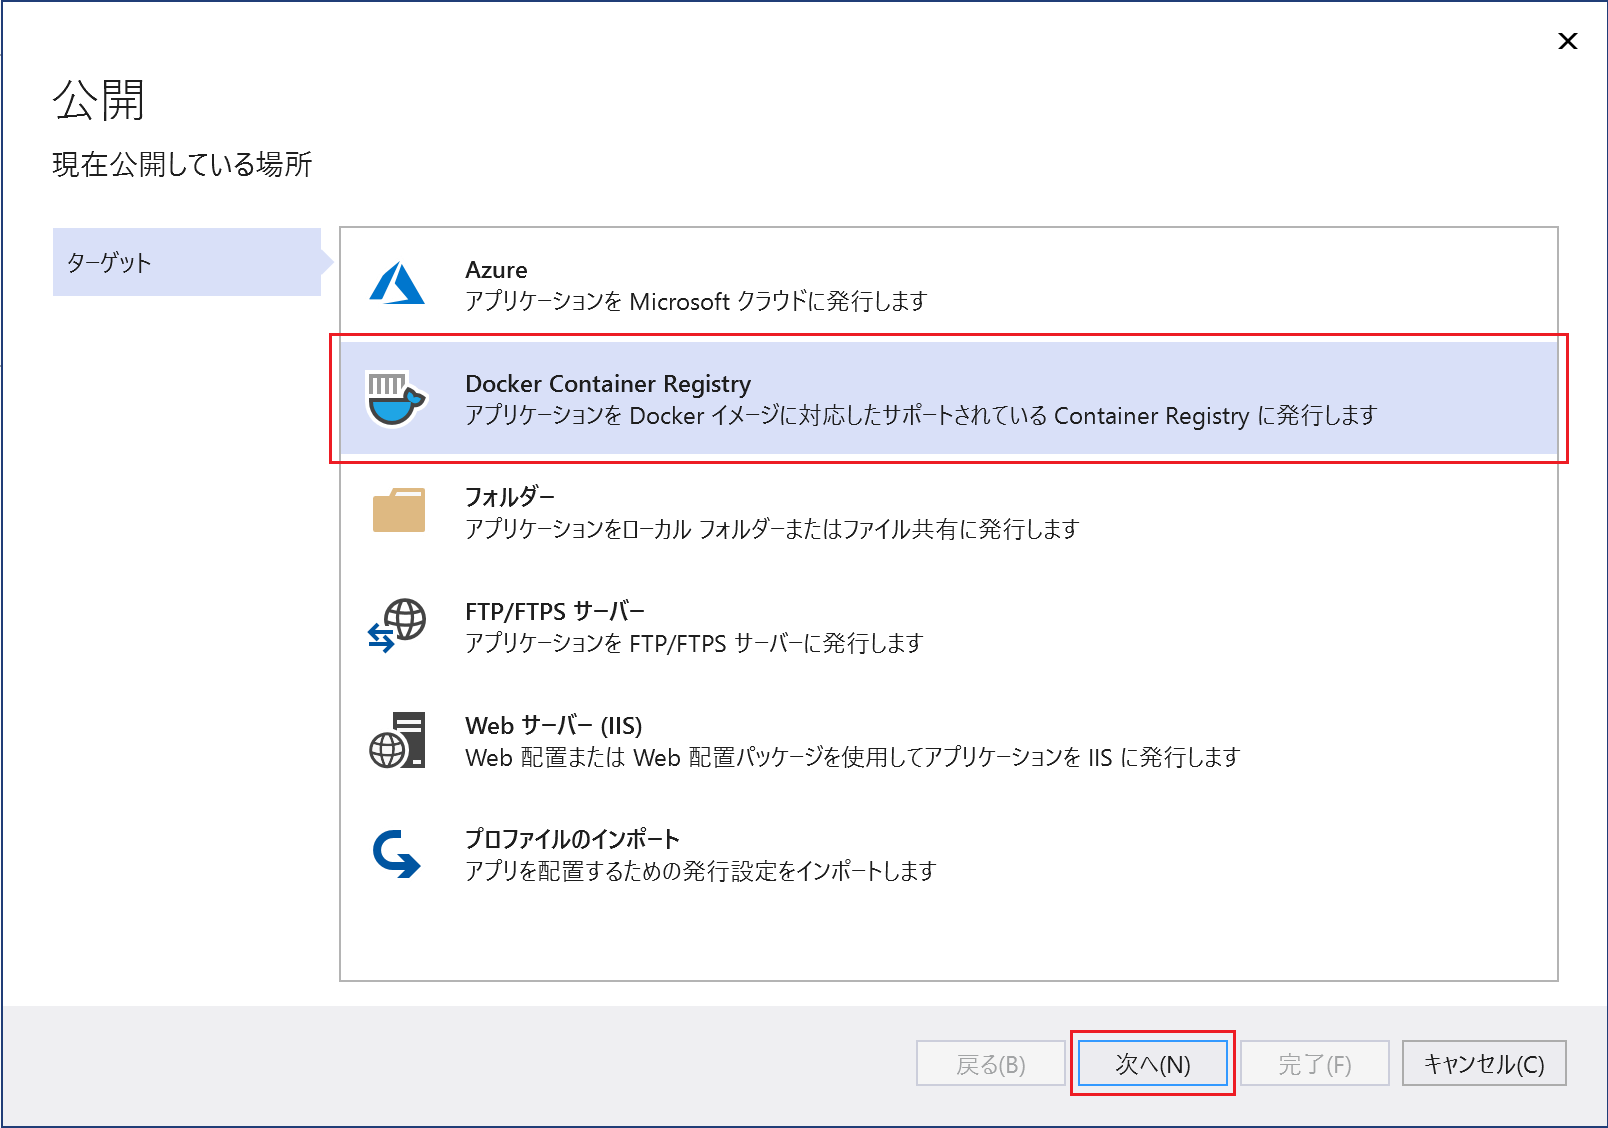 公開
現在公開している場所
ターゲット
Azure
アプリケーションを Microsoft クラウドに発行します
Docker Container Registry
アプリケーションを Docker イメージに対応したサポートされている Container Registry に発行します
フォルダー
アプリケーションをローカル フォルダーまたはファイル共有に発行します
FTP/FTPS サーバー
アプリケーションを FTP/FTPS サーバーに発行します
Web サーバー (IIS)
Web 配置または Web 配置パッケージを使用してアプリケーションを IIS に発行します
プロファイルのインポート
アプリを配置するための発行設定をインポートします
戻る(B)
次へ(N)
完了(F)
キャンセル(C)